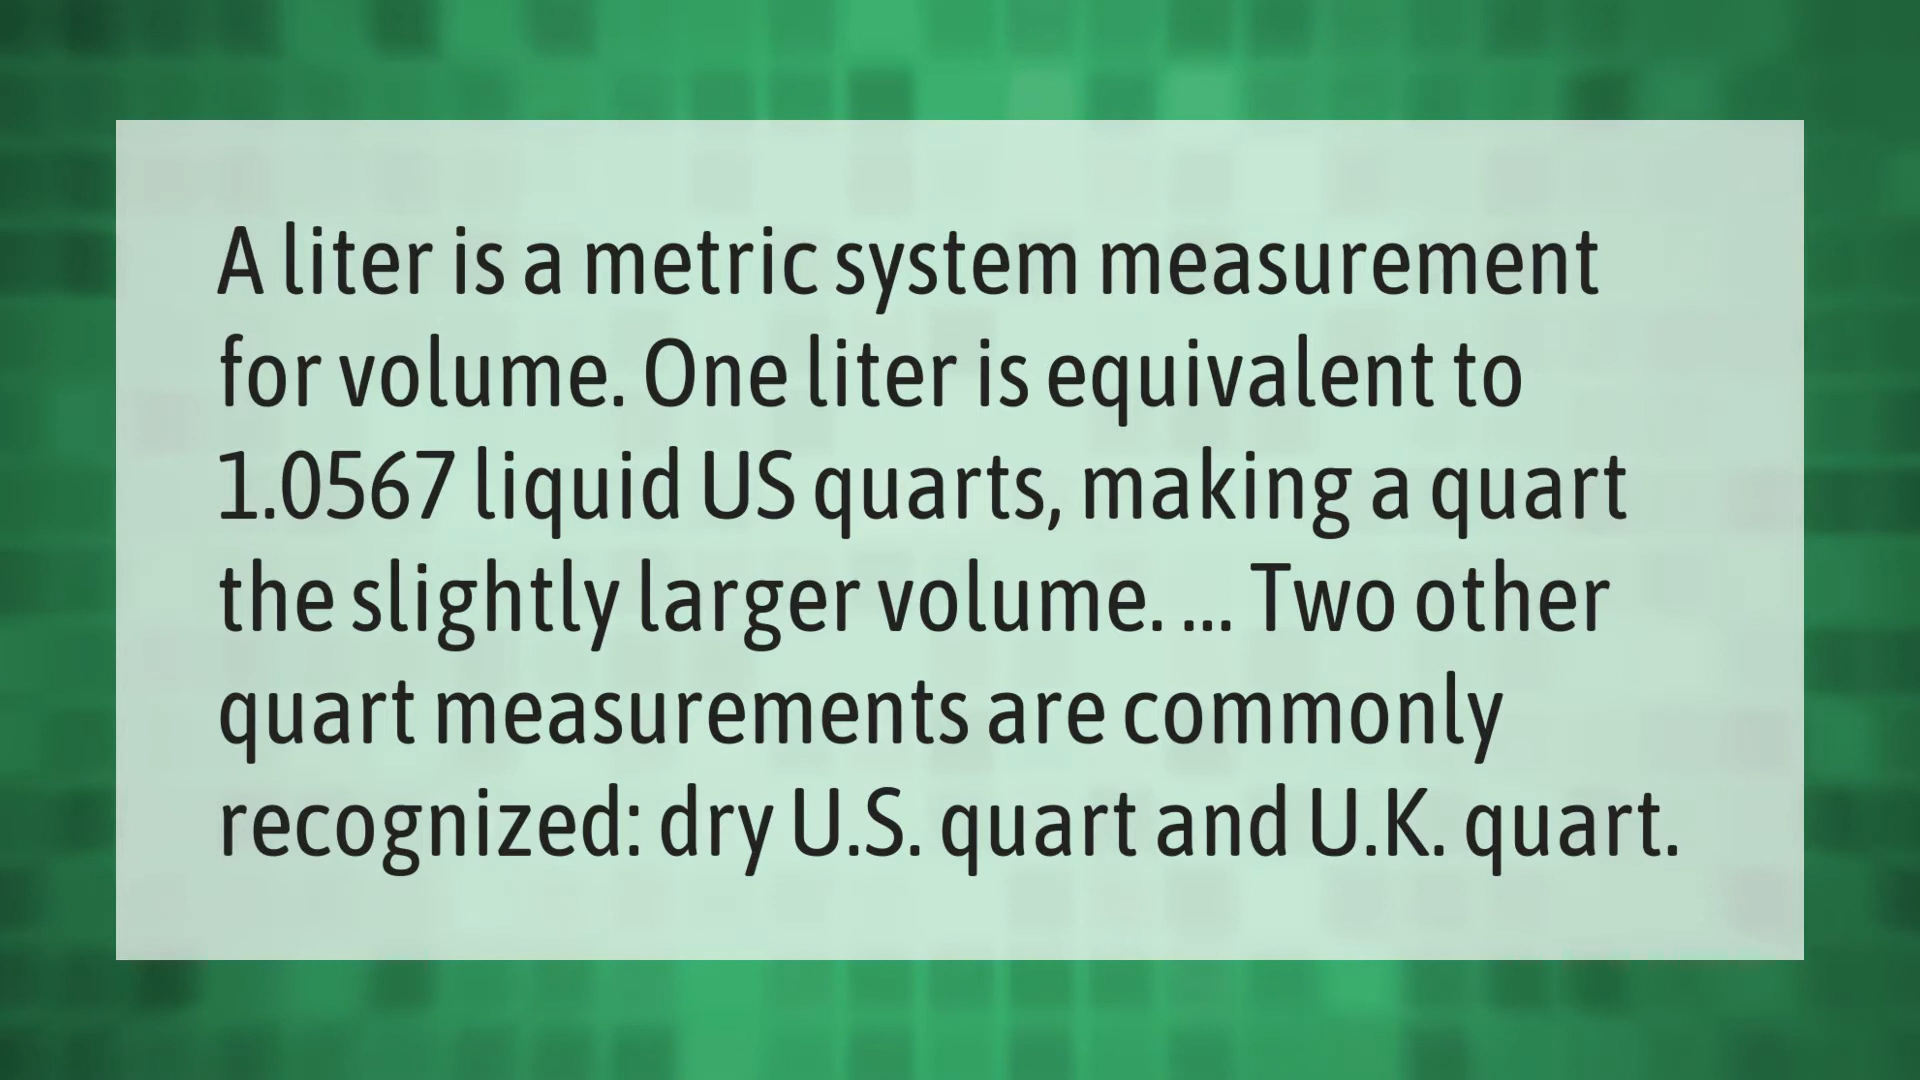 A liter is a metric system measurement
for volume. One liter is equivalent to
1.0567 liquid US quarts, making a quart
the slightly larger volume. ... Two other
quart measurements are commonly
recognized: dry U.S. quart and U.K. quart.